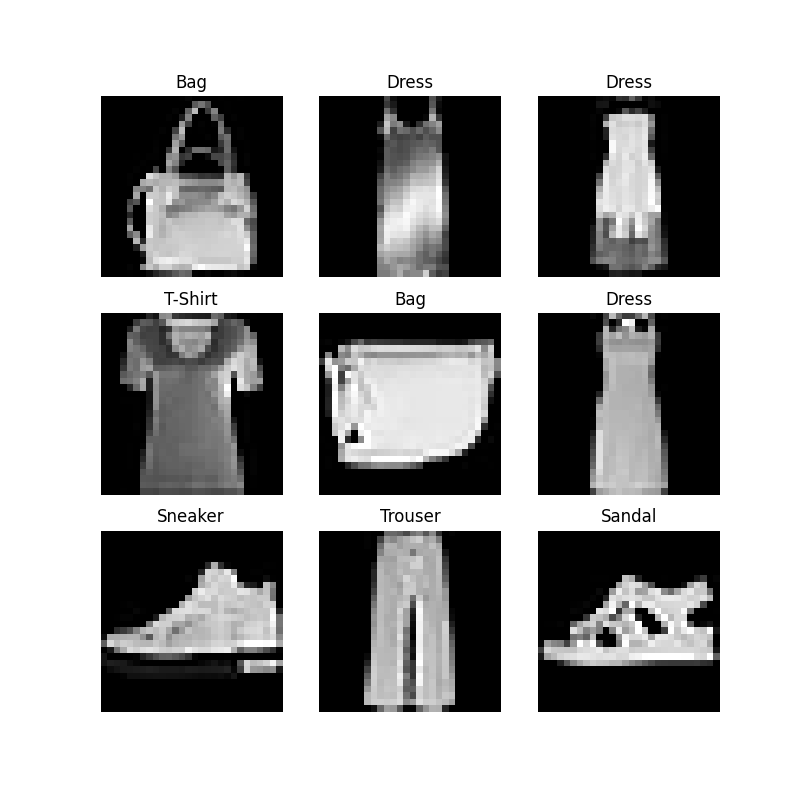 Bag
Dress
Dress
T-Shirt
Bag
Dress
Sneaker
Trouser
Sandal